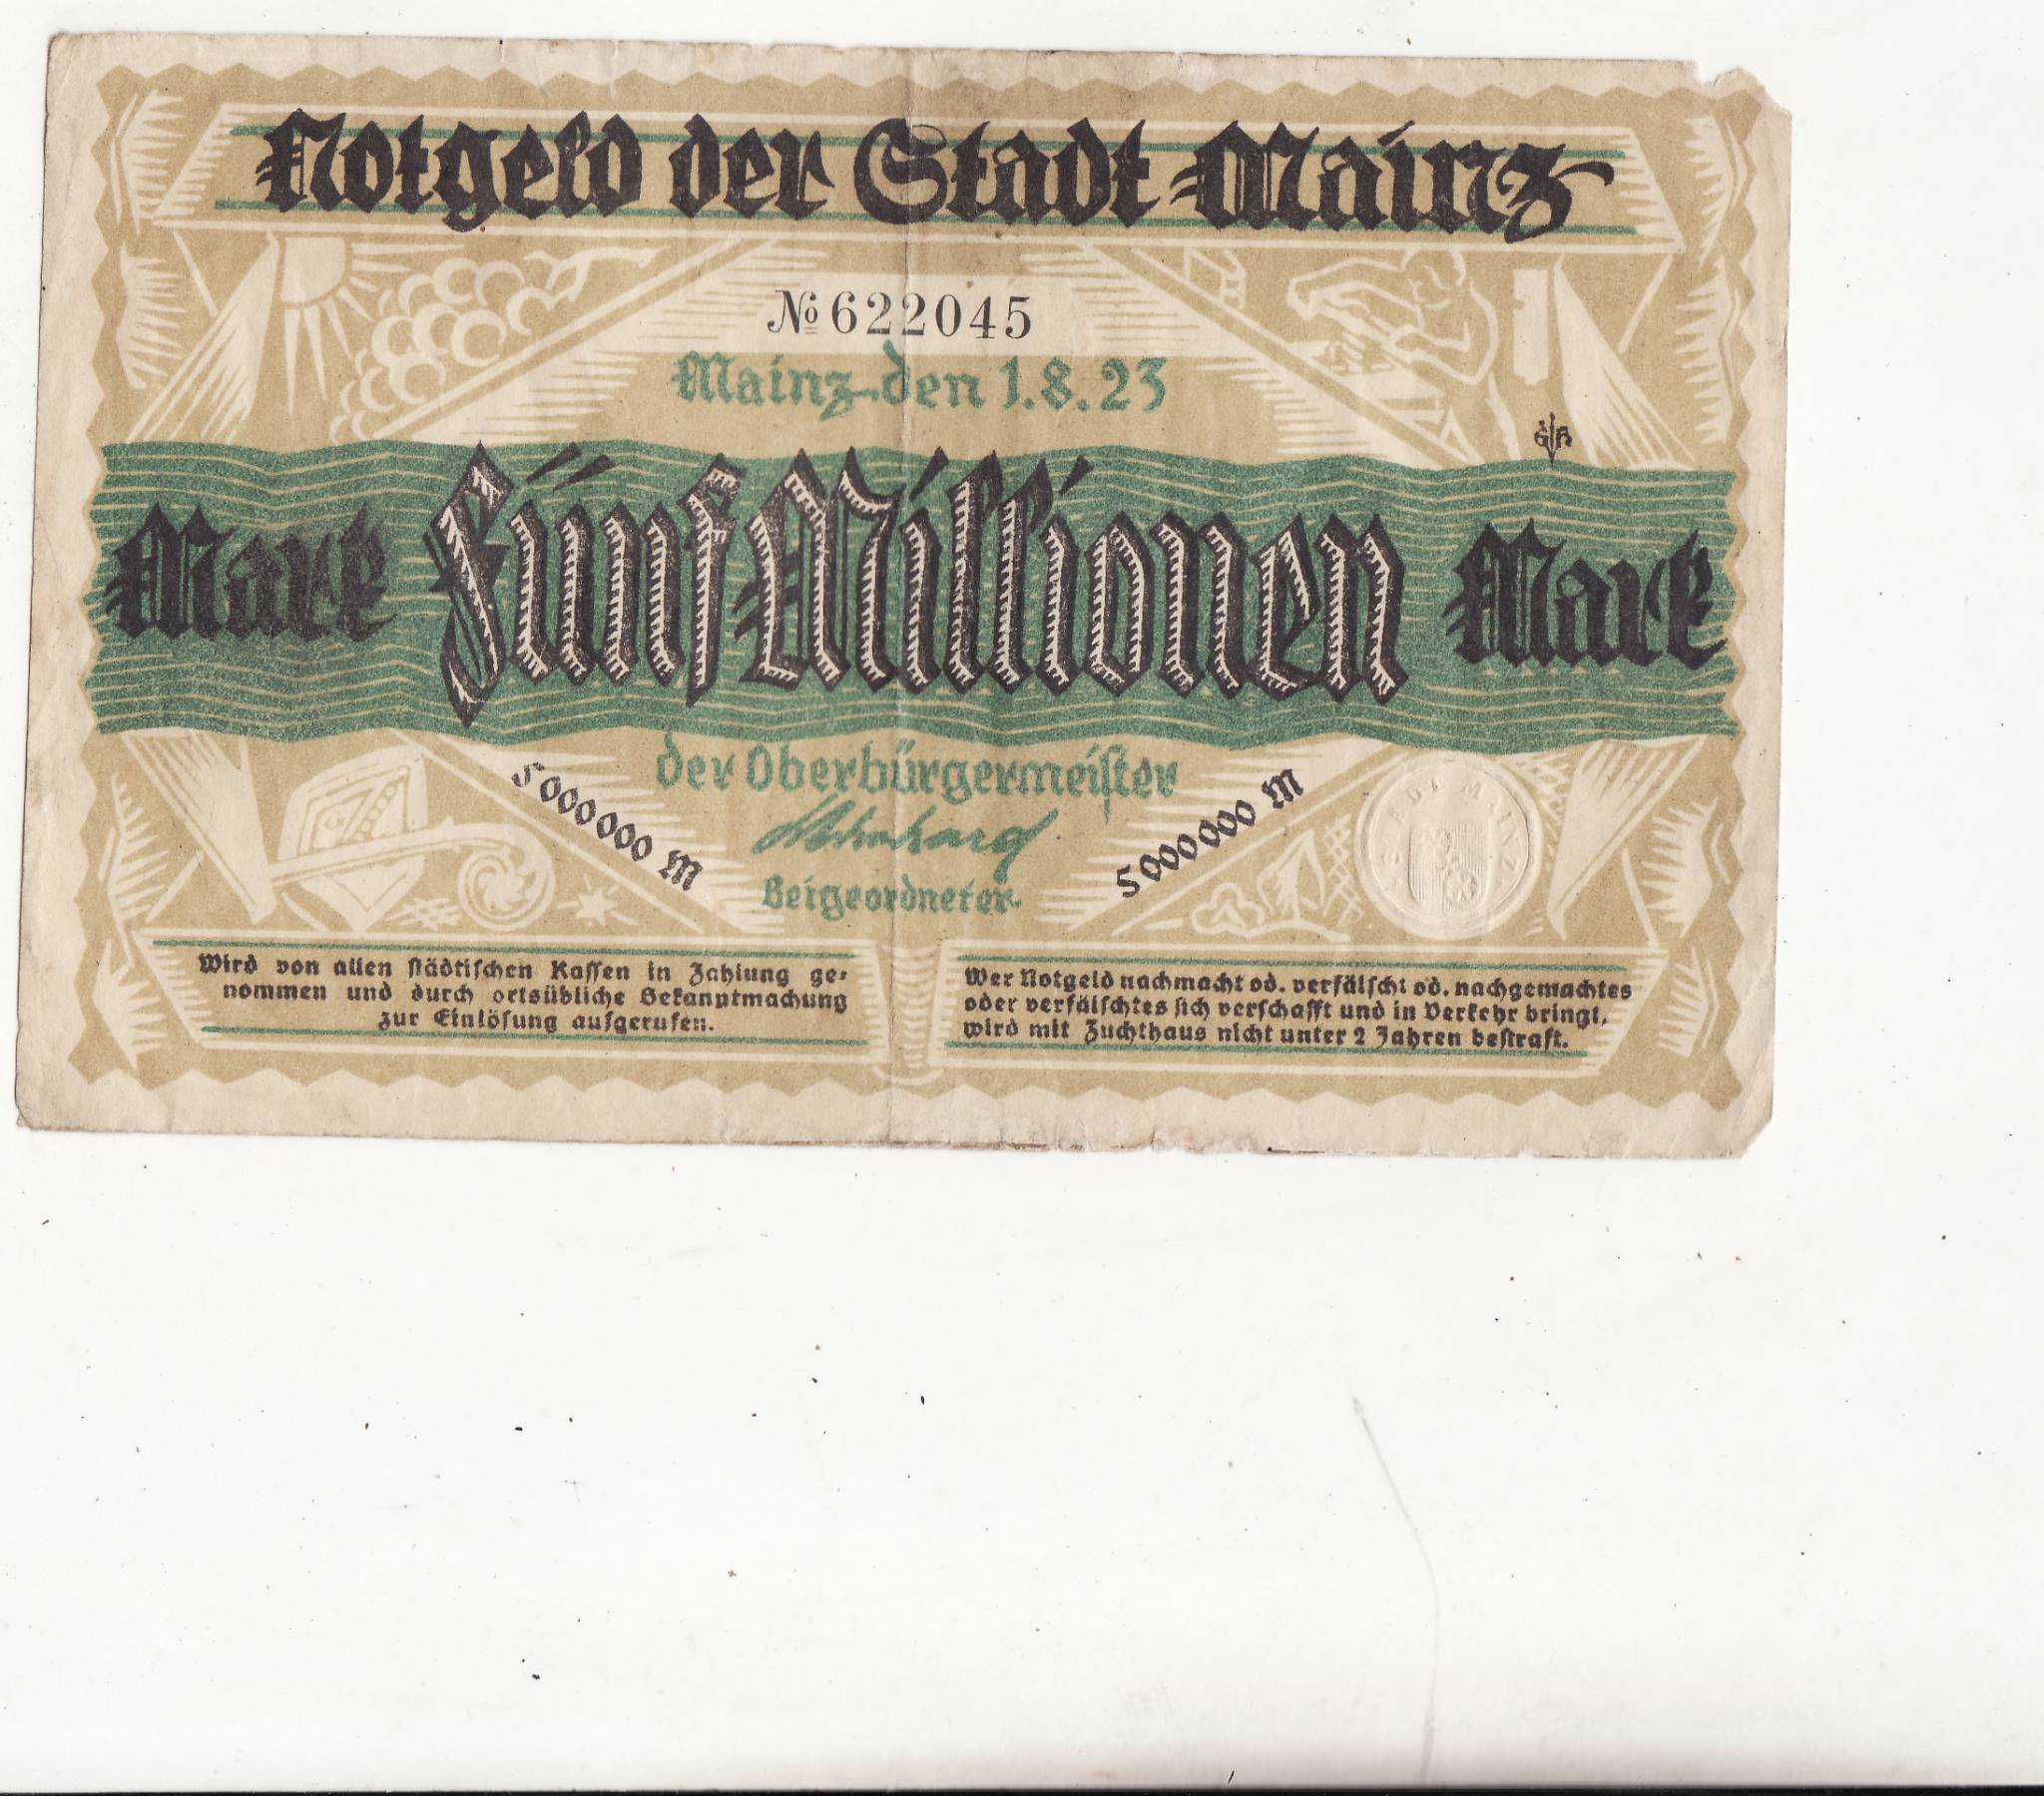 Notgeld der Stadt Mainz
№ 622045
Mainz den 1.8.23
Mark Fünf Millionen Mark
der Oberbürgermeister
5000000 M
5000000 M
Beigeordneter
STADT MAINZ
Wird von allen städtischen Kassen in Zahlung ge-
nommen und durch ortsübliche Bekanntmachung
zur Einlösung aufgerufen.
Wer Notgeld nachmacht od. verfälscht od. nachgemachtes
oder verfälschtes sich verschafft und in Verkehr bringt,
wird mit Zuchthaus nicht unter 2 Jahren bestraft.